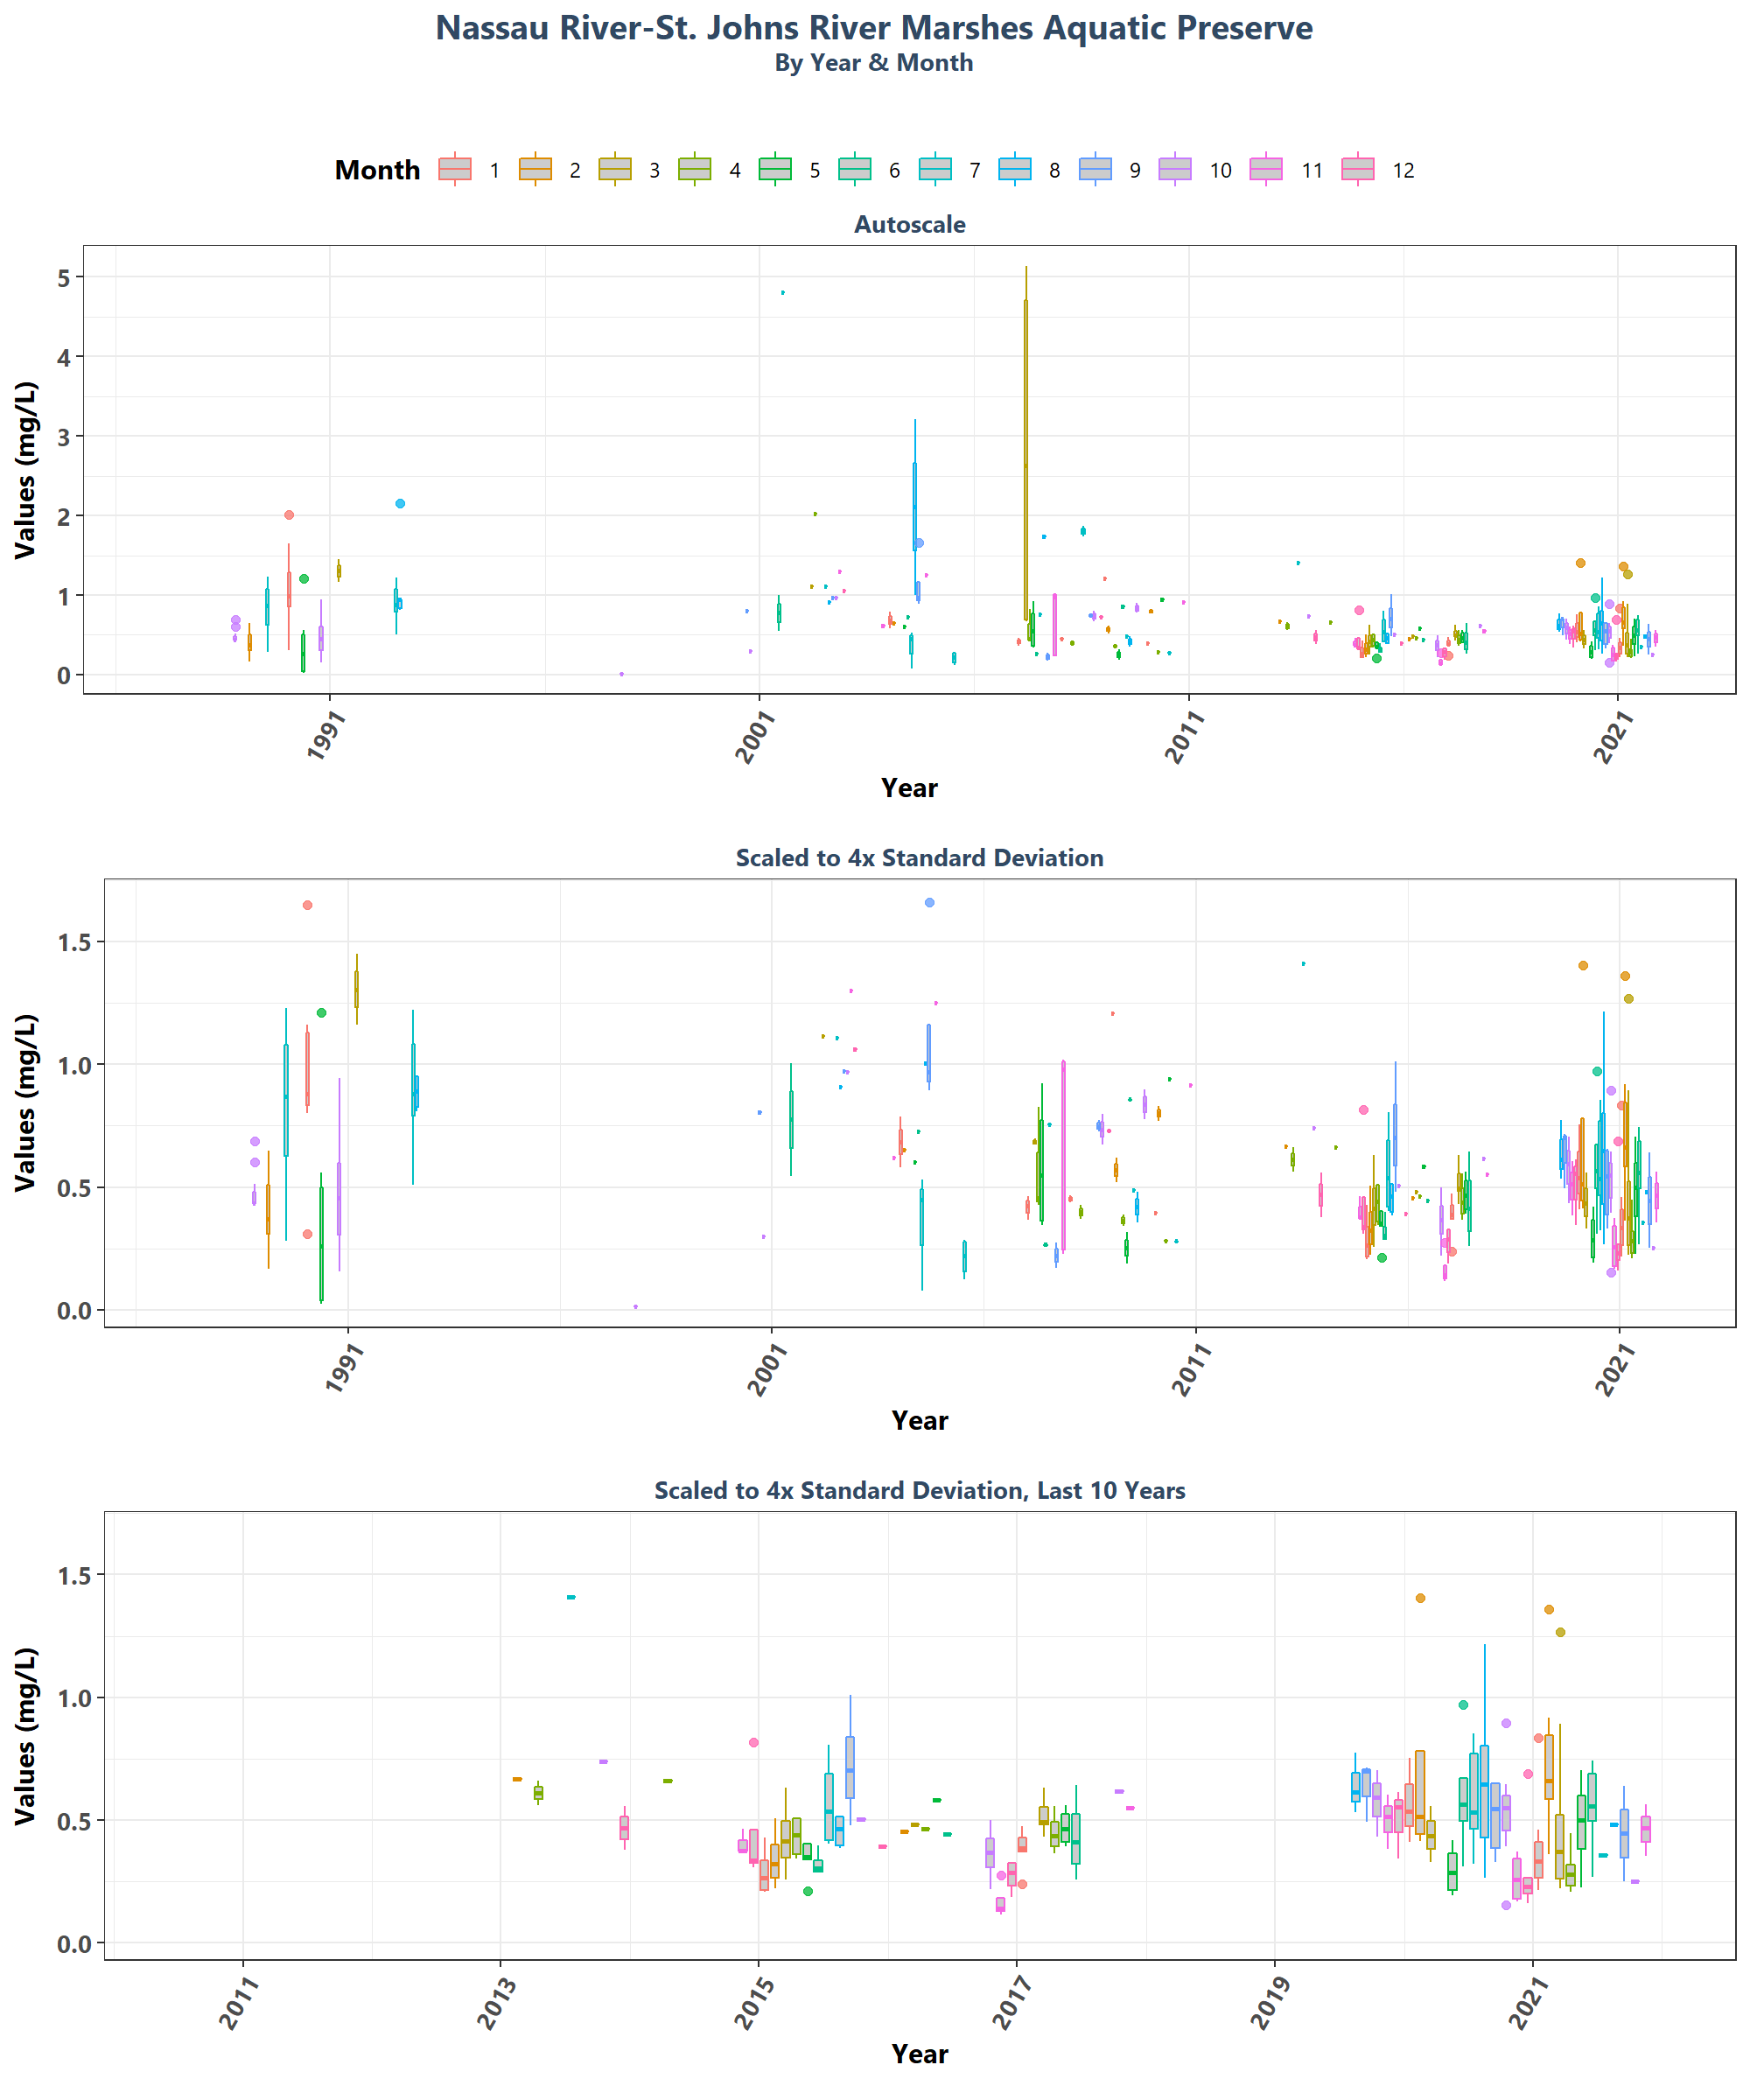 Nassau River-St. Johns River Marshes Aquatic Preserve
By Year & Month
Month 1 2 3 4 5 6 7 8 9 10 11 12
Autoscale
Values (mg/L)
5
4
3
2
1
0
1991 2001 2011 2021
Year
Scaled to 4x Standard Deviation
Values (mg/L)
1.5
1.0
0.5
0.0
1991 2001 2011 2021
Year
Scaled to 4x Standard Deviation, Last 10 Years
Values (mg/L)
1.5
1.0
0.5
0.0
2011 2013 2015 2017 2019 2021
Year